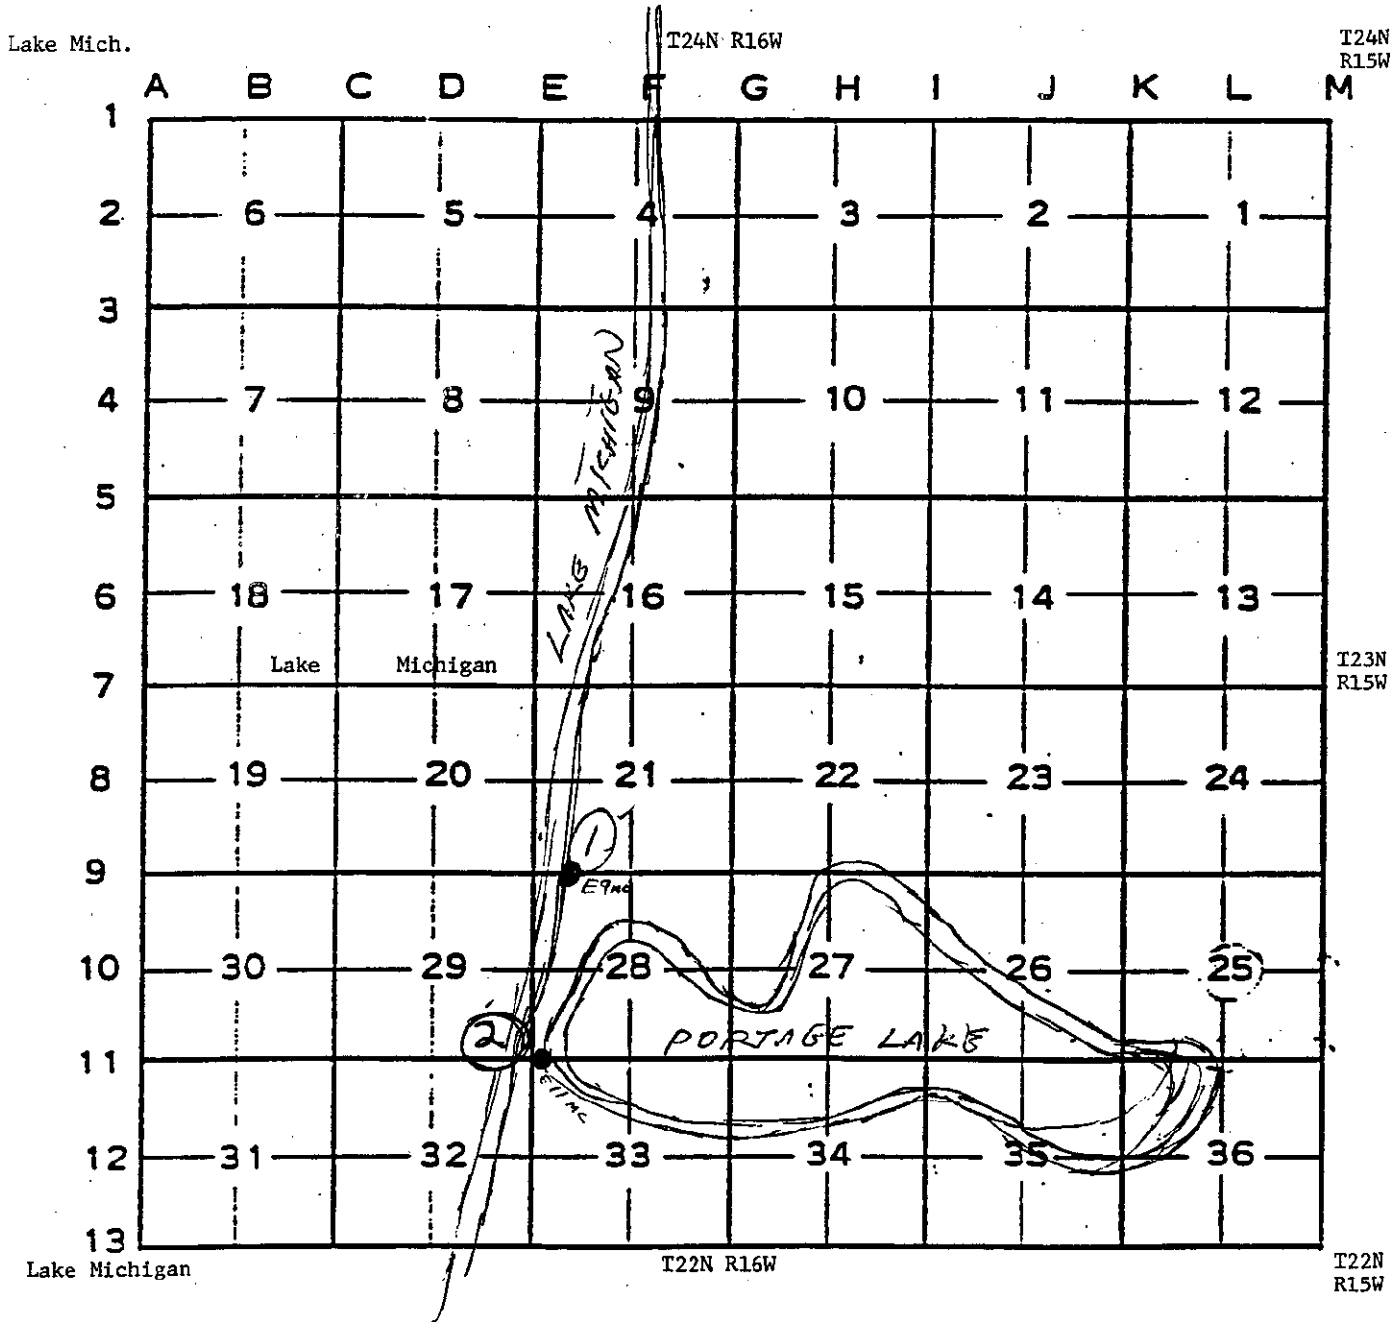 Lake Mich.
T24N R16W
T24N
R15W
A B C D E F G H I J K L M
1
2 6 5 4 3 2 1
3
LAKE MICHIGAN
4 7 8 9 10 11 12
5
6 18 17 16 15 14 13
Lake Michigan
T23N
R15W
7
8 19 20 21 22 23 24
1
9
E9MC
10 30 29 28 27 26 25
2
PORTAGE LAKE
11
E11MC
12 31 32 33 34 35 36
13
Lake Michigan
T22N R16W
T22N
R15W